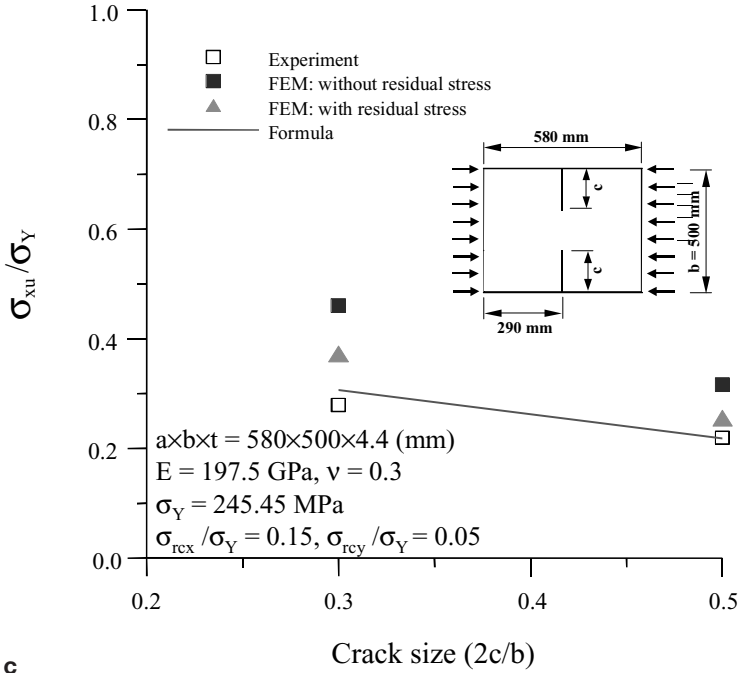 1.0
0.8
0.6
0.4
0.2
0.0
σxu/σY
Experiment
FEM: without residual stress
FEM: with residual stress
Formula
580 mm
c
c
b = 500 mm
290 mm
a×b×t = 580×500×4.4 (mm)
E = 197.5 GPa, ν = 0.3
σY = 245.45 MPa
σrcx /σY = 0.15, σrcy /σY = 0.05
0.2 0.3 0.4 0.5
Crack size (2c/b)
c